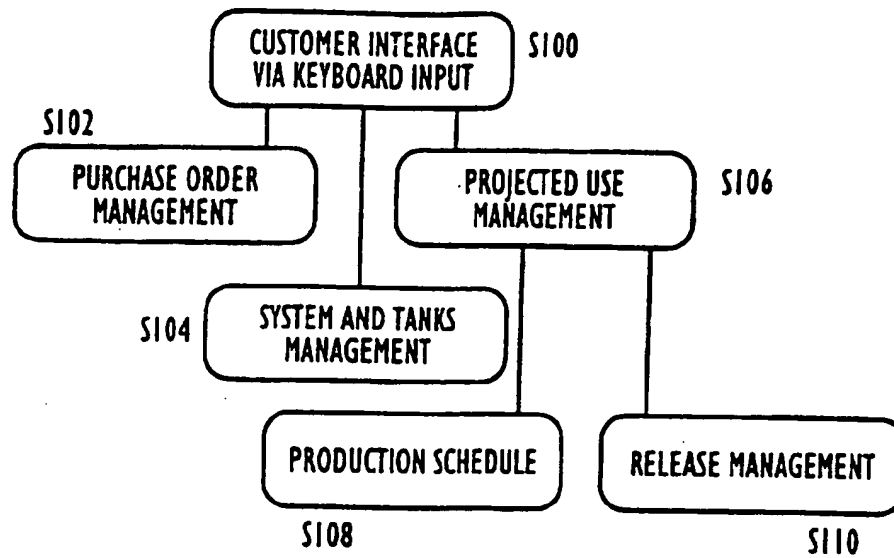 CUSTOMER INTERFACE
VIA KEYBOARD INPUT
S100
S102
PURCHASE ORDER
MANAGEMENT
PROJECTED USE
MANAGEMENT
S106
S104
SYSTEM AND TANKS
MANAGEMENT
PRODUCTION SCHEDULE
RELEASE MANAGEMENT
S108
S110